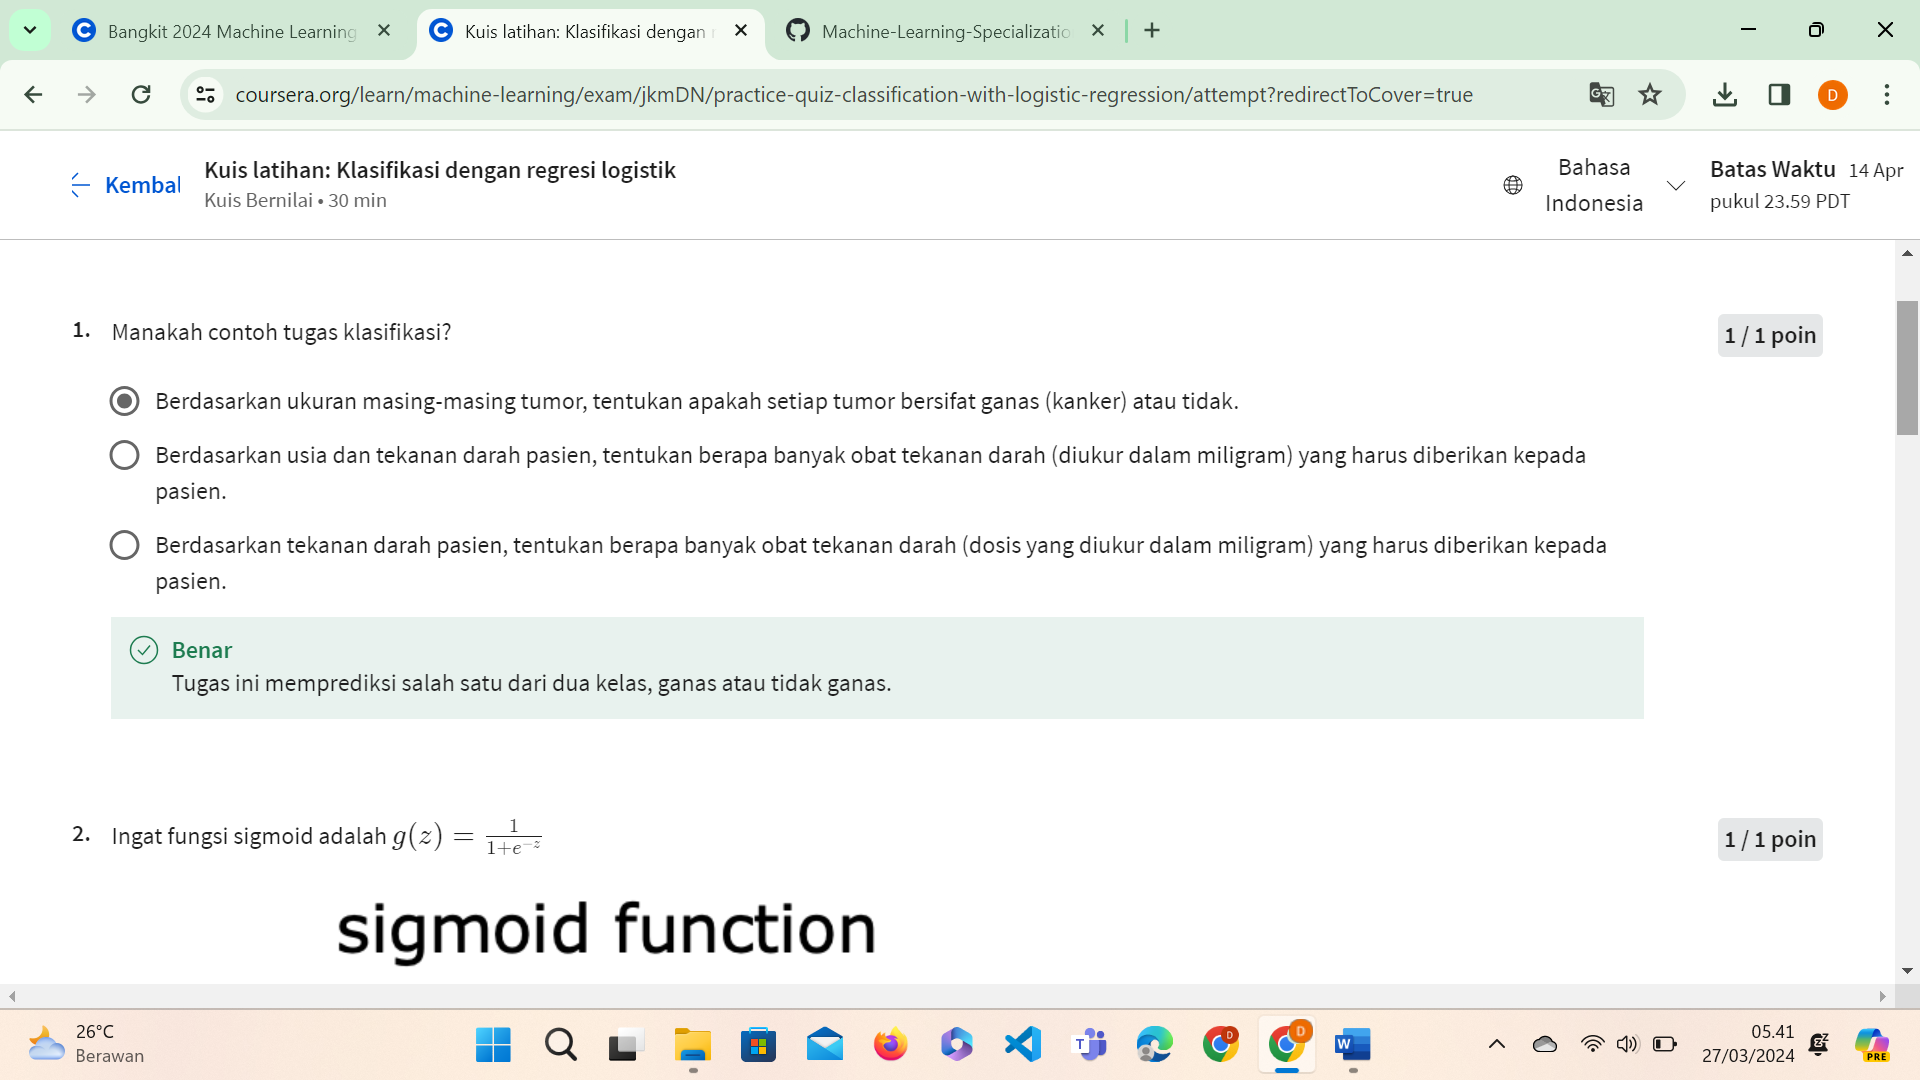 Bangkit 2024 Machine Learning
Kuis latihan: Klasifikasi dengan
Machine-Learning-Specializatio
coursera.org/learn/machine-learning/exam/jkmDN/practice-quiz-classification-with-logistic-regression/attempt?redirectToCover=true
D
Kembal
Kuis latihan: Klasifikasi dengan regresi logistik
Kuis Bernilai • 30 min
Bahasa
Indonesia
Batas Waktu 14 Apr
pukul 23.59 PDT
1. Manakah contoh tugas klasifikasi?
1 / 1 poin
Berdasarkan ukuran masing-masing tumor, tentukan apakah setiap tumor bersifat ganas (kanker) atau tidak.
Berdasarkan usia dan tekanan darah pasien, tentukan berapa banyak obat tekanan darah (diukur dalam miligram) yang harus diberikan kepada
pasien.
Berdasarkan tekanan darah pasien, tentukan berapa banyak obat tekanan darah (dosis yang diukur dalam miligram) yang harus diberikan kepada
pasien.
Benar
Tugas ini memprediksi salah satu dari dua kelas, ganas atau tidak ganas.
2. Ingat fungsi sigmoid adalah g(z) = 1/(1+e^{-z})
1 / 1 poin
sigmoid function
26°C
Berawan
T
D
D
W
05.41
27/03/2024
PRE